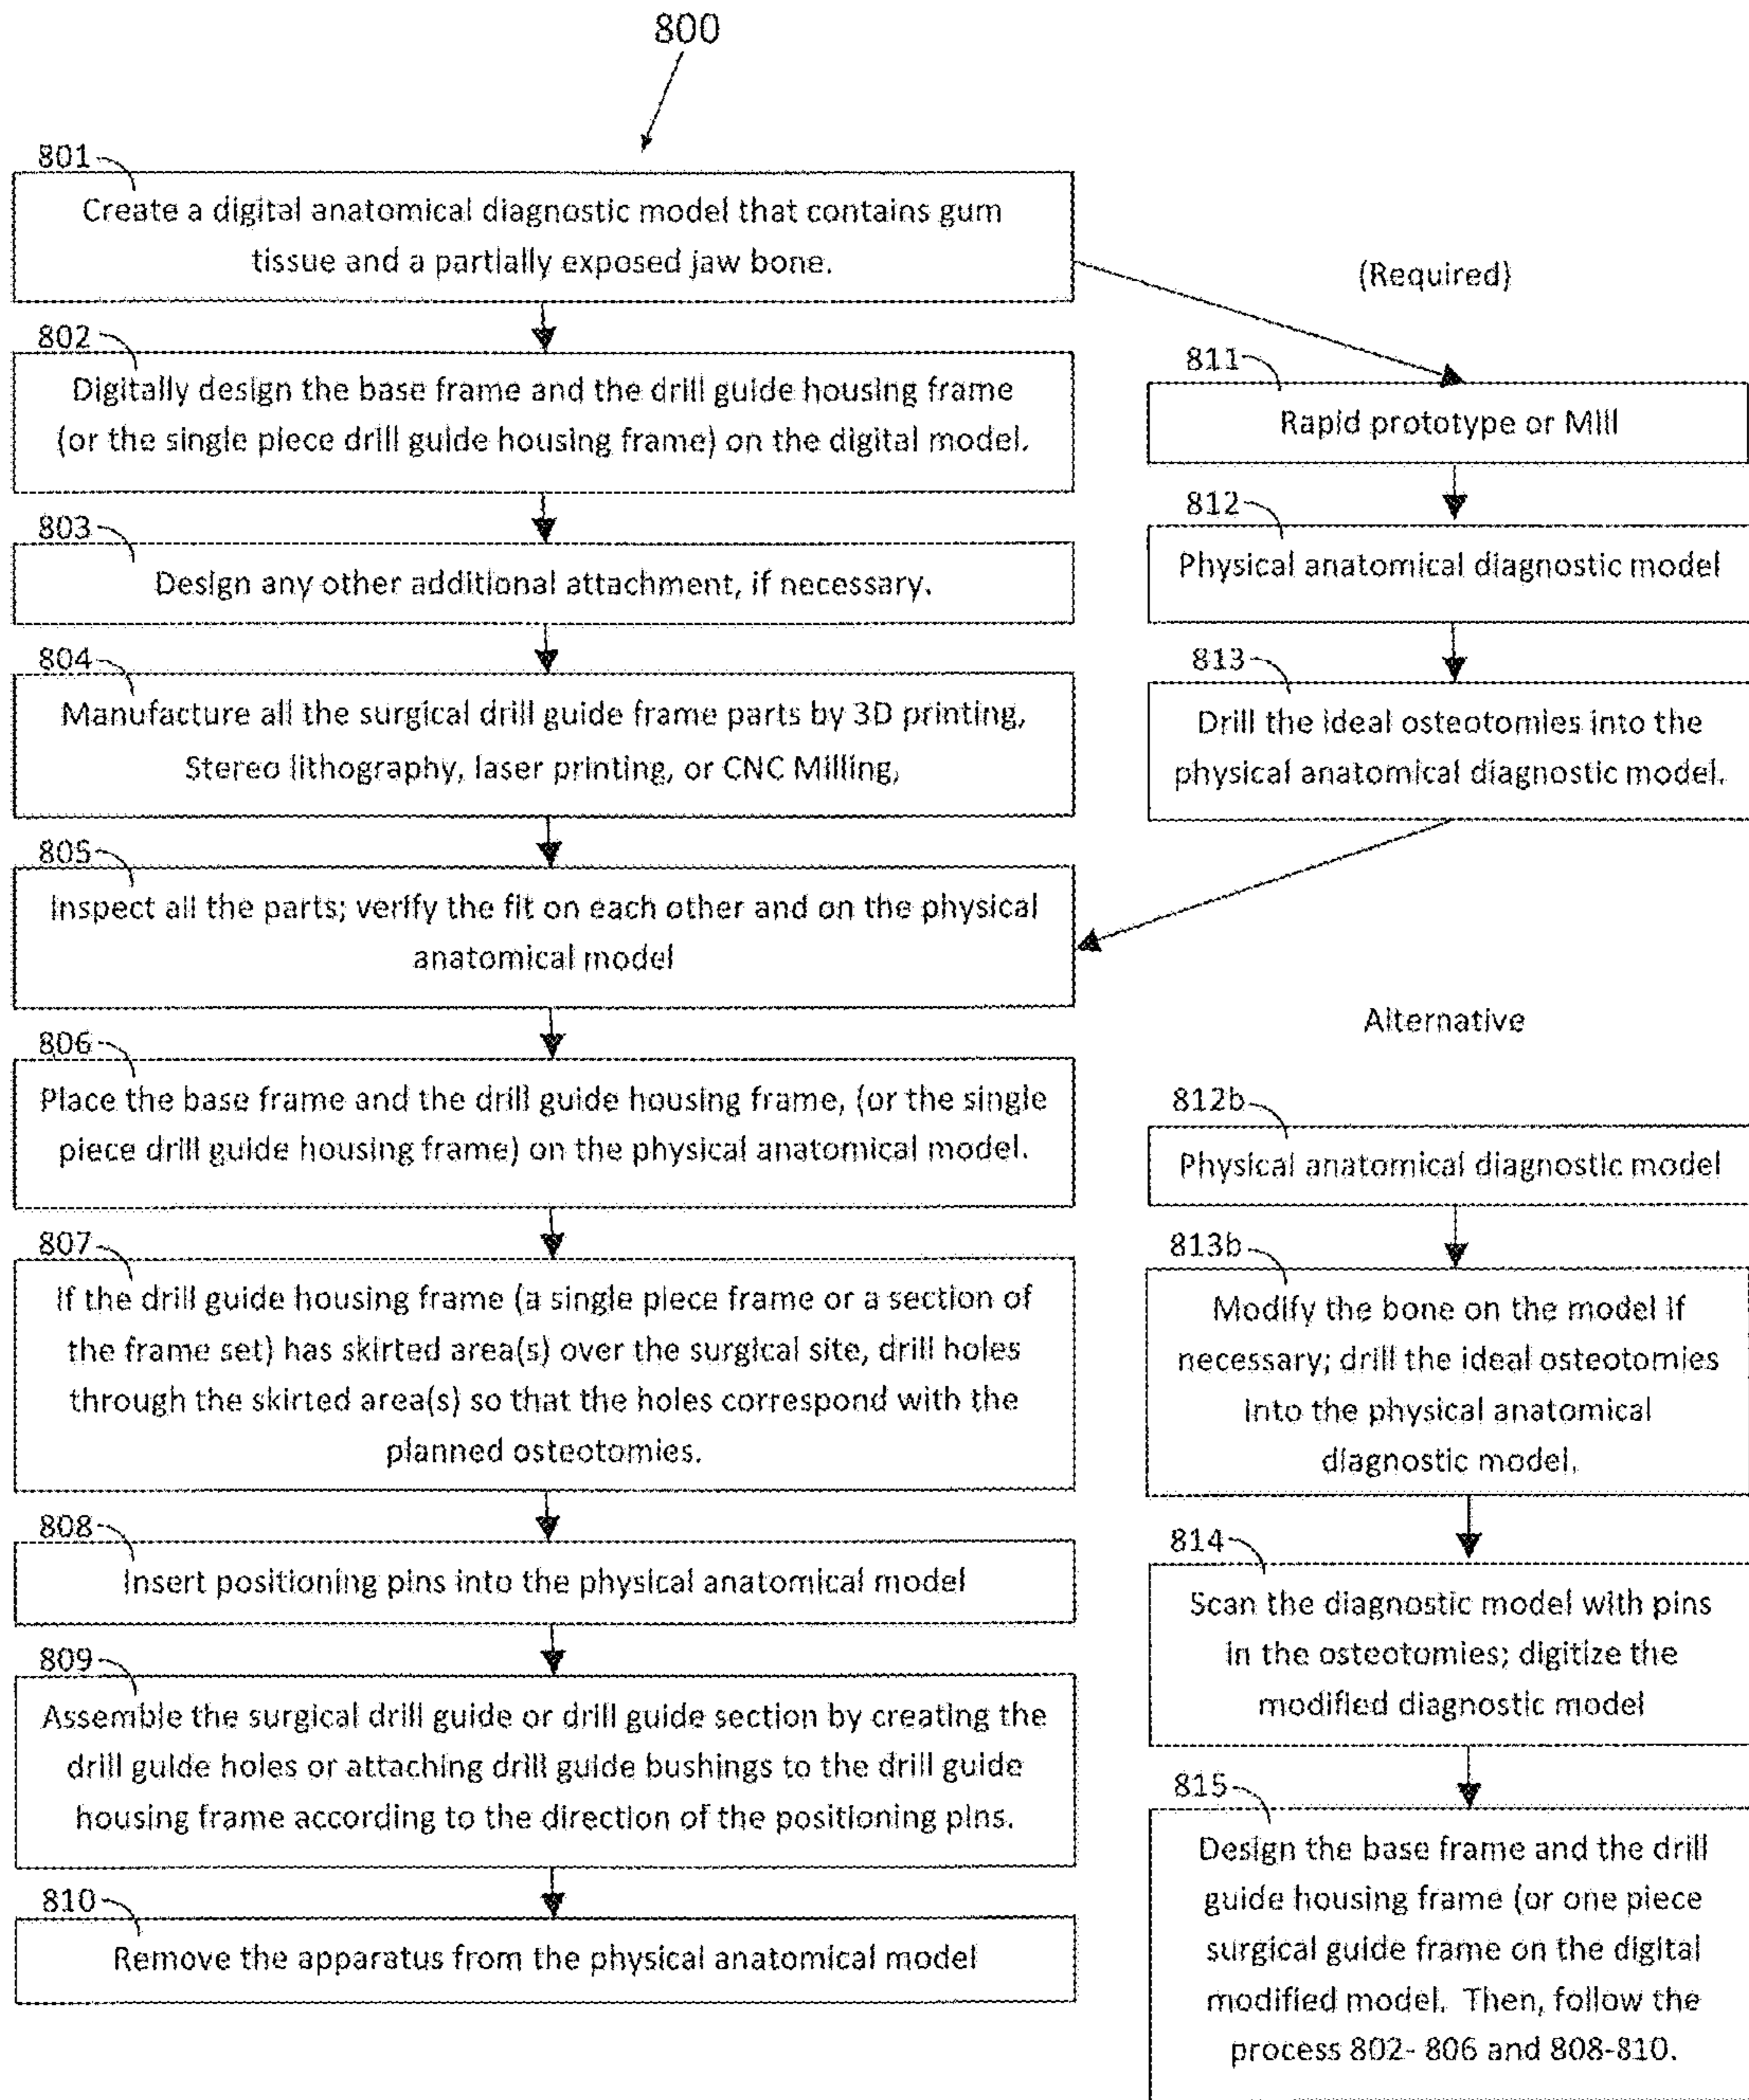 800
801
Create a digital anatomical diagnostic model that contains gum
tissue and a partially exposed jaw bone.
802
Digitally design the base frame and the drill guide housing frame
(or the single piece drill guide housing frame) on the digital model.
803
Design any other additional attachment, if necessary.
804
Manufacture all the surgical drill guide frame parts by 3D printing,
Stereo lithography, laser printing, or CNC Milling,
805
Inspect all the parts; verify the fit on each other and on the physical
anatomical model
806
Place the base frame and the drill guide housing frame, (or the single
piece drill guide housing frame) on the physical anatomical model.
807
If the drill guide housing frame (a single piece frame or a section of
the frame set) has skirted area(s) over the surgical site, drill holes
through the skirted area(s) so that the holes correspond with the
planned osteotomies.
808
Insert positioning pins into the physical anatomical model
809
Assemble the surgical drill guide or drill guide section by creating the
drill guide holes or attaching drill guide bushings to the drill guide
housing frame according to the direction of the positioning pins.
810
Remove the apparatus from the physical anatomical model
(Required)
811
Rapid prototype or Mill
812
Physical anatomical diagnostic model
813
Drill the ideal osteotomies into the
physical anatomical diagnostic model.
Alternative
812b
Physical anatomical diagnostic model
813b
Modify the bone on the model if
necessary; drill the ideal osteotomies
into the physical anatomical
diagnostic model.
814
Scan the diagnostic model with pins
in the osteotomies; digitize the
modified diagnostic model
815
Design the base frame and the drill
guide housing frame (or one piece
surgical guide frame on the digital
modified model. Then, follow the
process 802- 806 and 808-810.